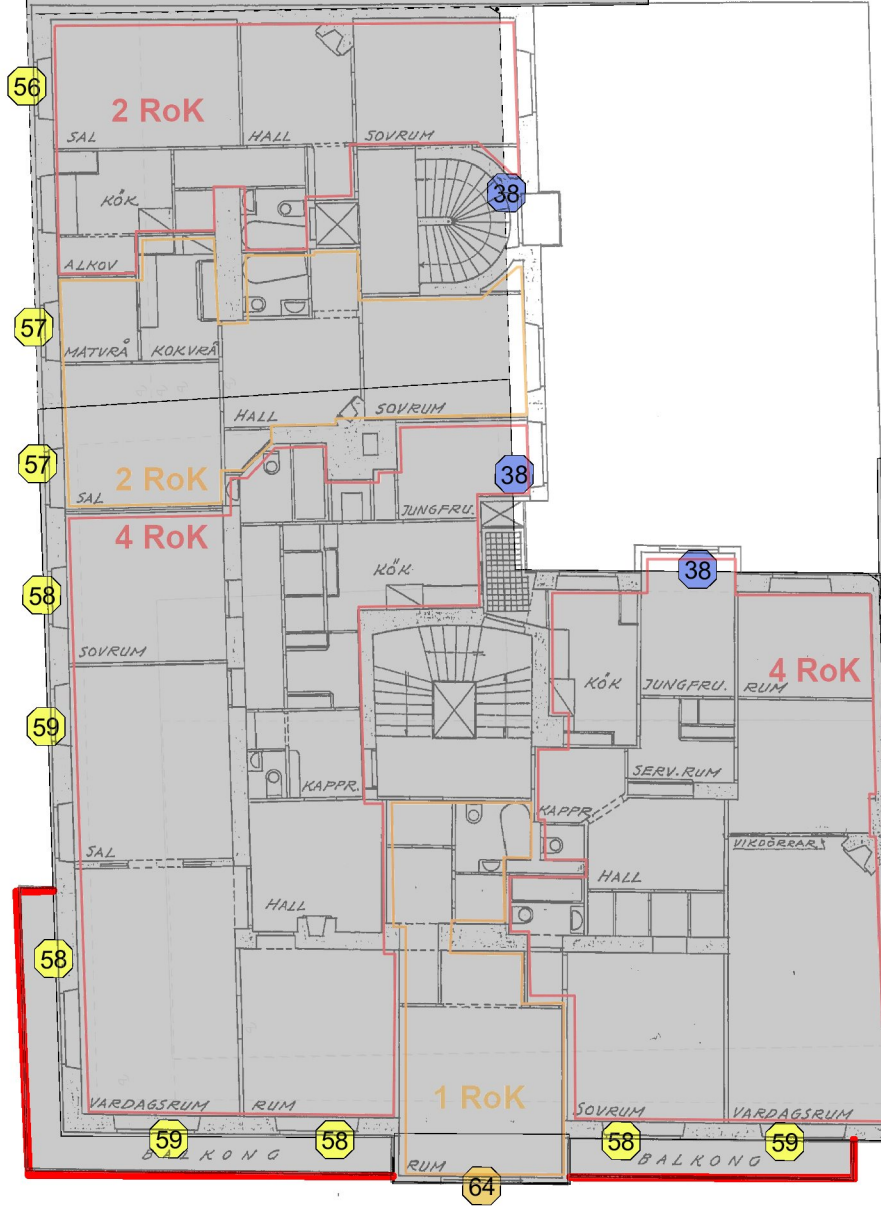 56
2 RoK
SAL
HALL
SOVRUM
KÖK
38
ALKOV
57
MATVRÅ
KOKVRÅ
HALL
SOVRUM
57
2 RoK
SAL
38
JUNGFRU.
4 RoK
KÖK
38
58
SOVRUM
KÖK
JUNGFRU.
RUM
4 RoK
59
KAPPR.
SERV.RUM
KAPPR
SAL
VIKDÖRRAR
HALL
HALL
58
1 RoK
VARDAGSRUM
RUM
SOVRUM
VARDAGSRUM
59
58
58
59
BALKONG
RUM
BALKONG
64